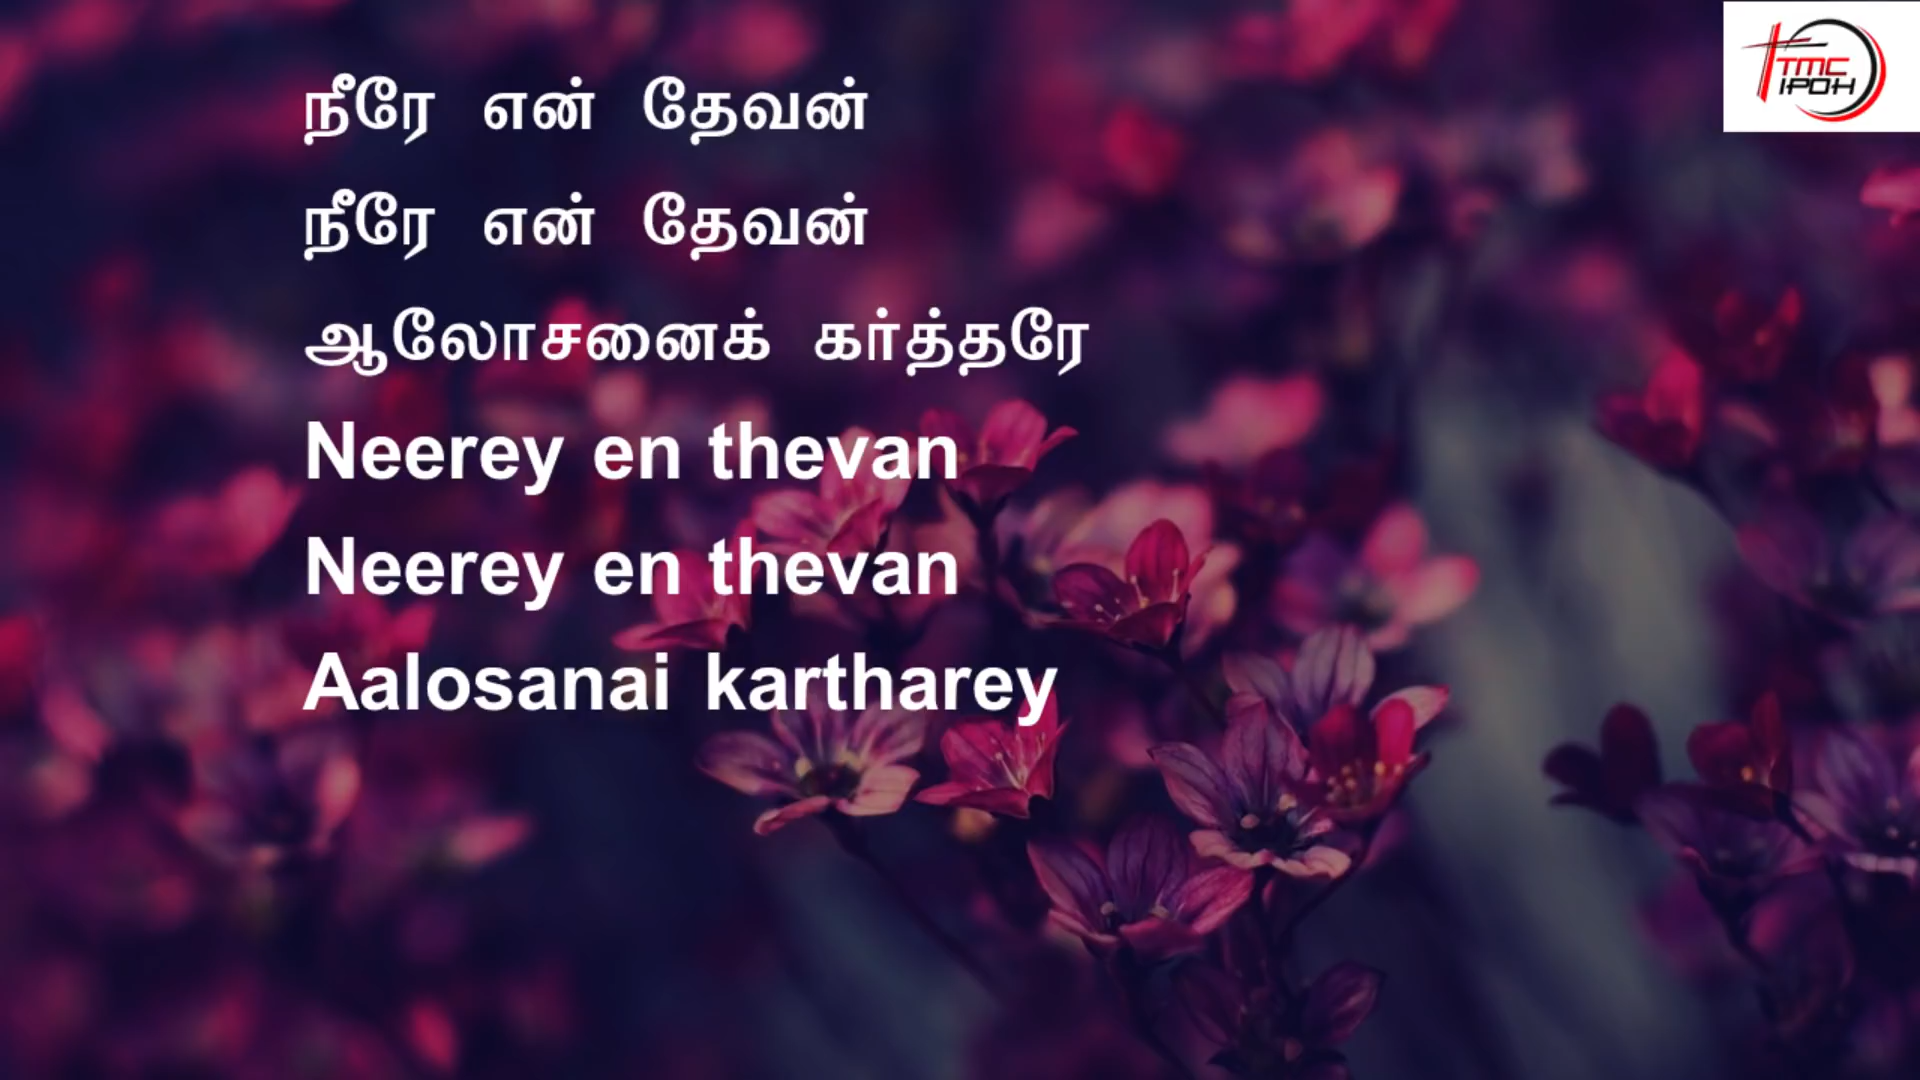 நீரே என் தேவன்
நீரே என் தேவன்
ஆலோசனைக் கர்த்தரே
Neerey en thevan
Neerey en thevan
Aalosanai kartharey
TMC
IPOH